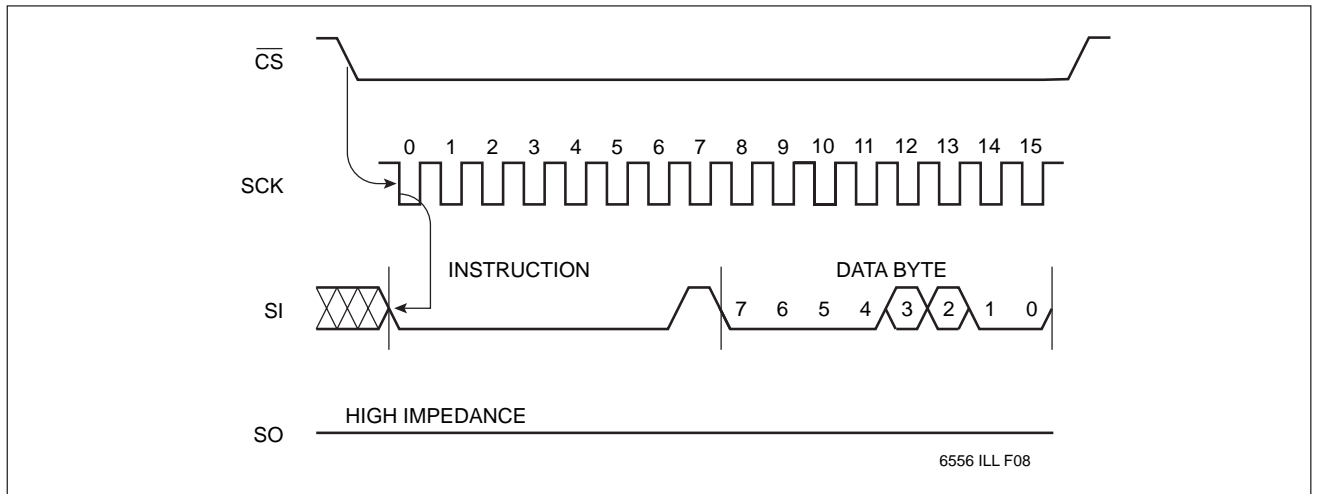 CS
0 1 2 3 4 5 6 7 8 9 10 11 12 13 14 15
SCK
INSTRUCTION DATA BYTE
SI 7 6 5 4 3 2 1 0
HIGH IMPEDANCE
SO
6556 ILL F08